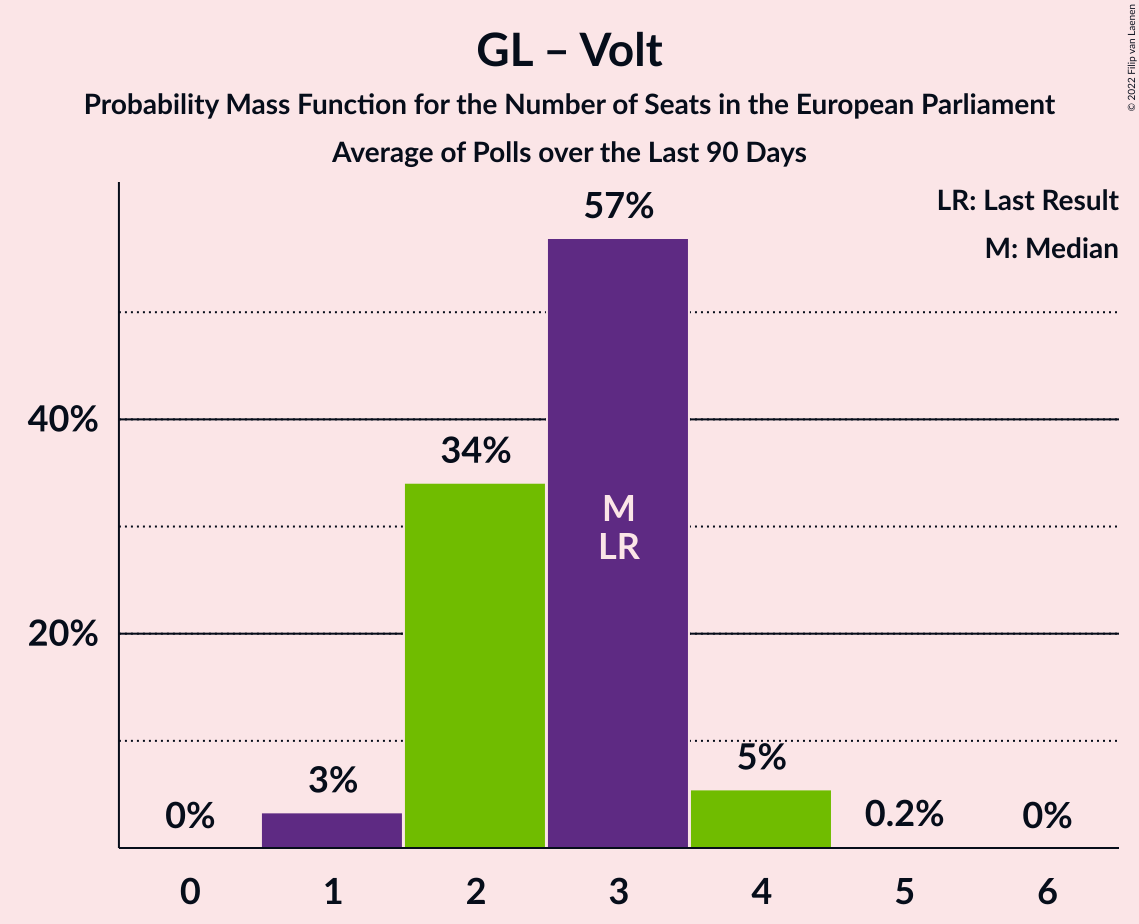 GL – Volt
Probability Mass Function for the Number of Seats in the European Parliament
Average of Polls over the Last 90 Days
© 2022 Filip van Laenen
LR: Last Result
M: Median
57%
40%
34%
M
LR
20%
5%
3%
0%
0.2%
0%
0 1 2 3 4 5 6